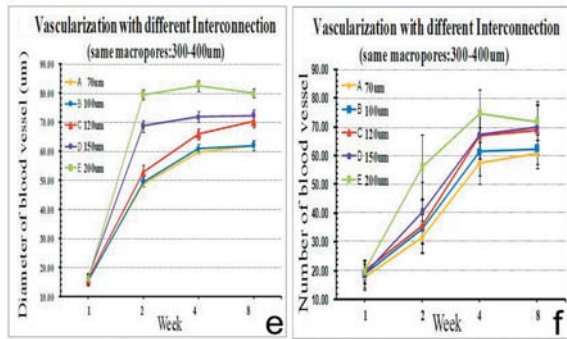 Vascularization with different Interconnection
(same macropores:300-400um)
Diameter of blood vessel (um)
90.00
80.00
70.00
60.00
50.00
40.00
30.00
20.00
10.00
A 70um
B 100um
C 120um
D 150um
E 200um
1
2
4
8
Week
e
Vascularization with different Interconnection
(same macropores:300-400um)
Number of blood vessel
90.00
80.00
70.00
60.00
50.00
40.00
30.00
20.00
10.00
A 70um
B 100um
C 120um
D 150um
E 200um
1
2
4
8
Week
f